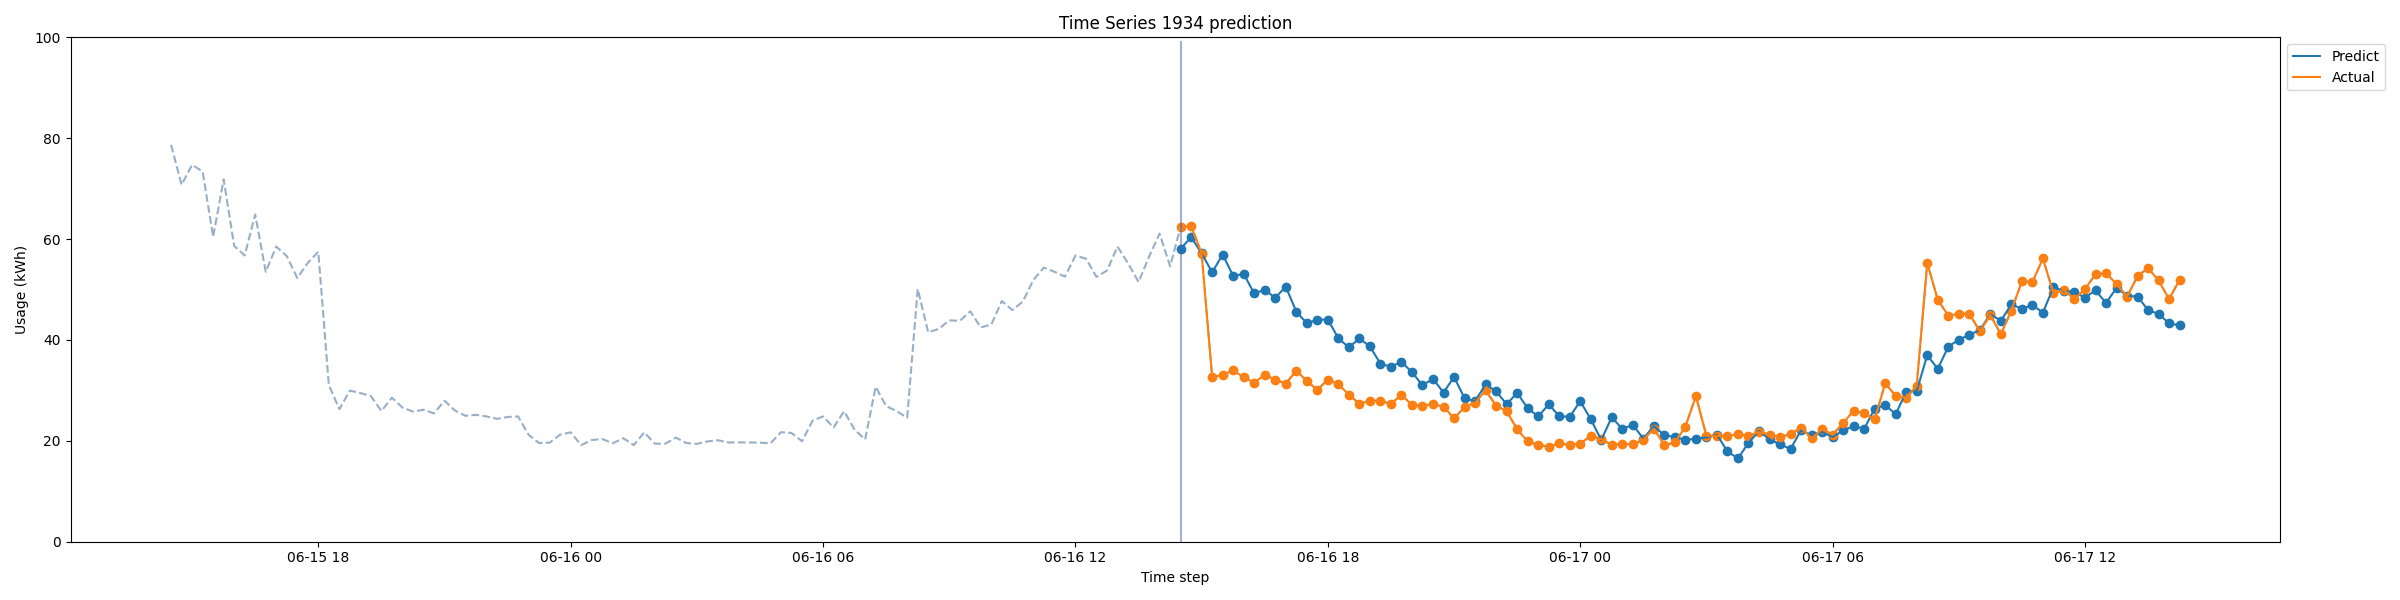 Time Series 1934 prediction
100
80
60
40
20
0
Usage (kWh)
Predict
Actual
06-15 18
06-16 00
06-16 06
06-16 12
06-16 18
06-17 00
06-17 06
06-17 12
Time step